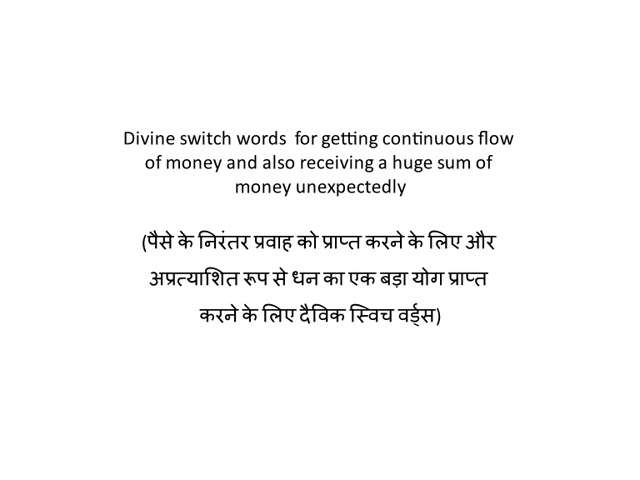 Divine switch words  for getting continuous flow
of money and also receiving a huge sum of
money unexpectedly
(पैसे के निरंतर प्रवाह को प्राप्त करने के लिए और
अप्रत्याशित रूप से धन का एक बड़ा योग प्राप्त
करने के लिए दैविक स्विच वर्ड्स)